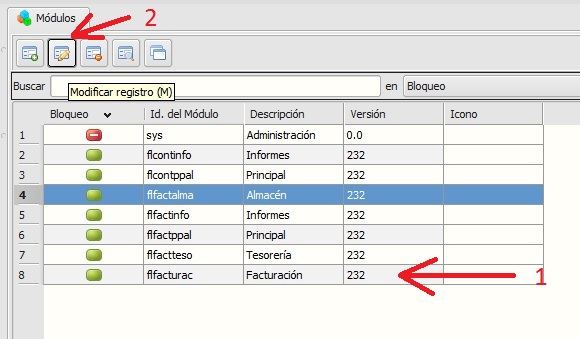 Módulos
2
Buscar
en Bloqueo
Modificar registro (M)
Bloqueo Id. del Módulo Descripción Versión Icono
1 sys Administración 0.0
2 flcontinfo Informes 232
3 flcontppal Principal 232
4 flfactalma Almacén 232
5 flfactinfo Informes 232
6 flfactppal Principal 232
7 flfactteso Tesorería 232
8 flfacturac Facturación 232
1